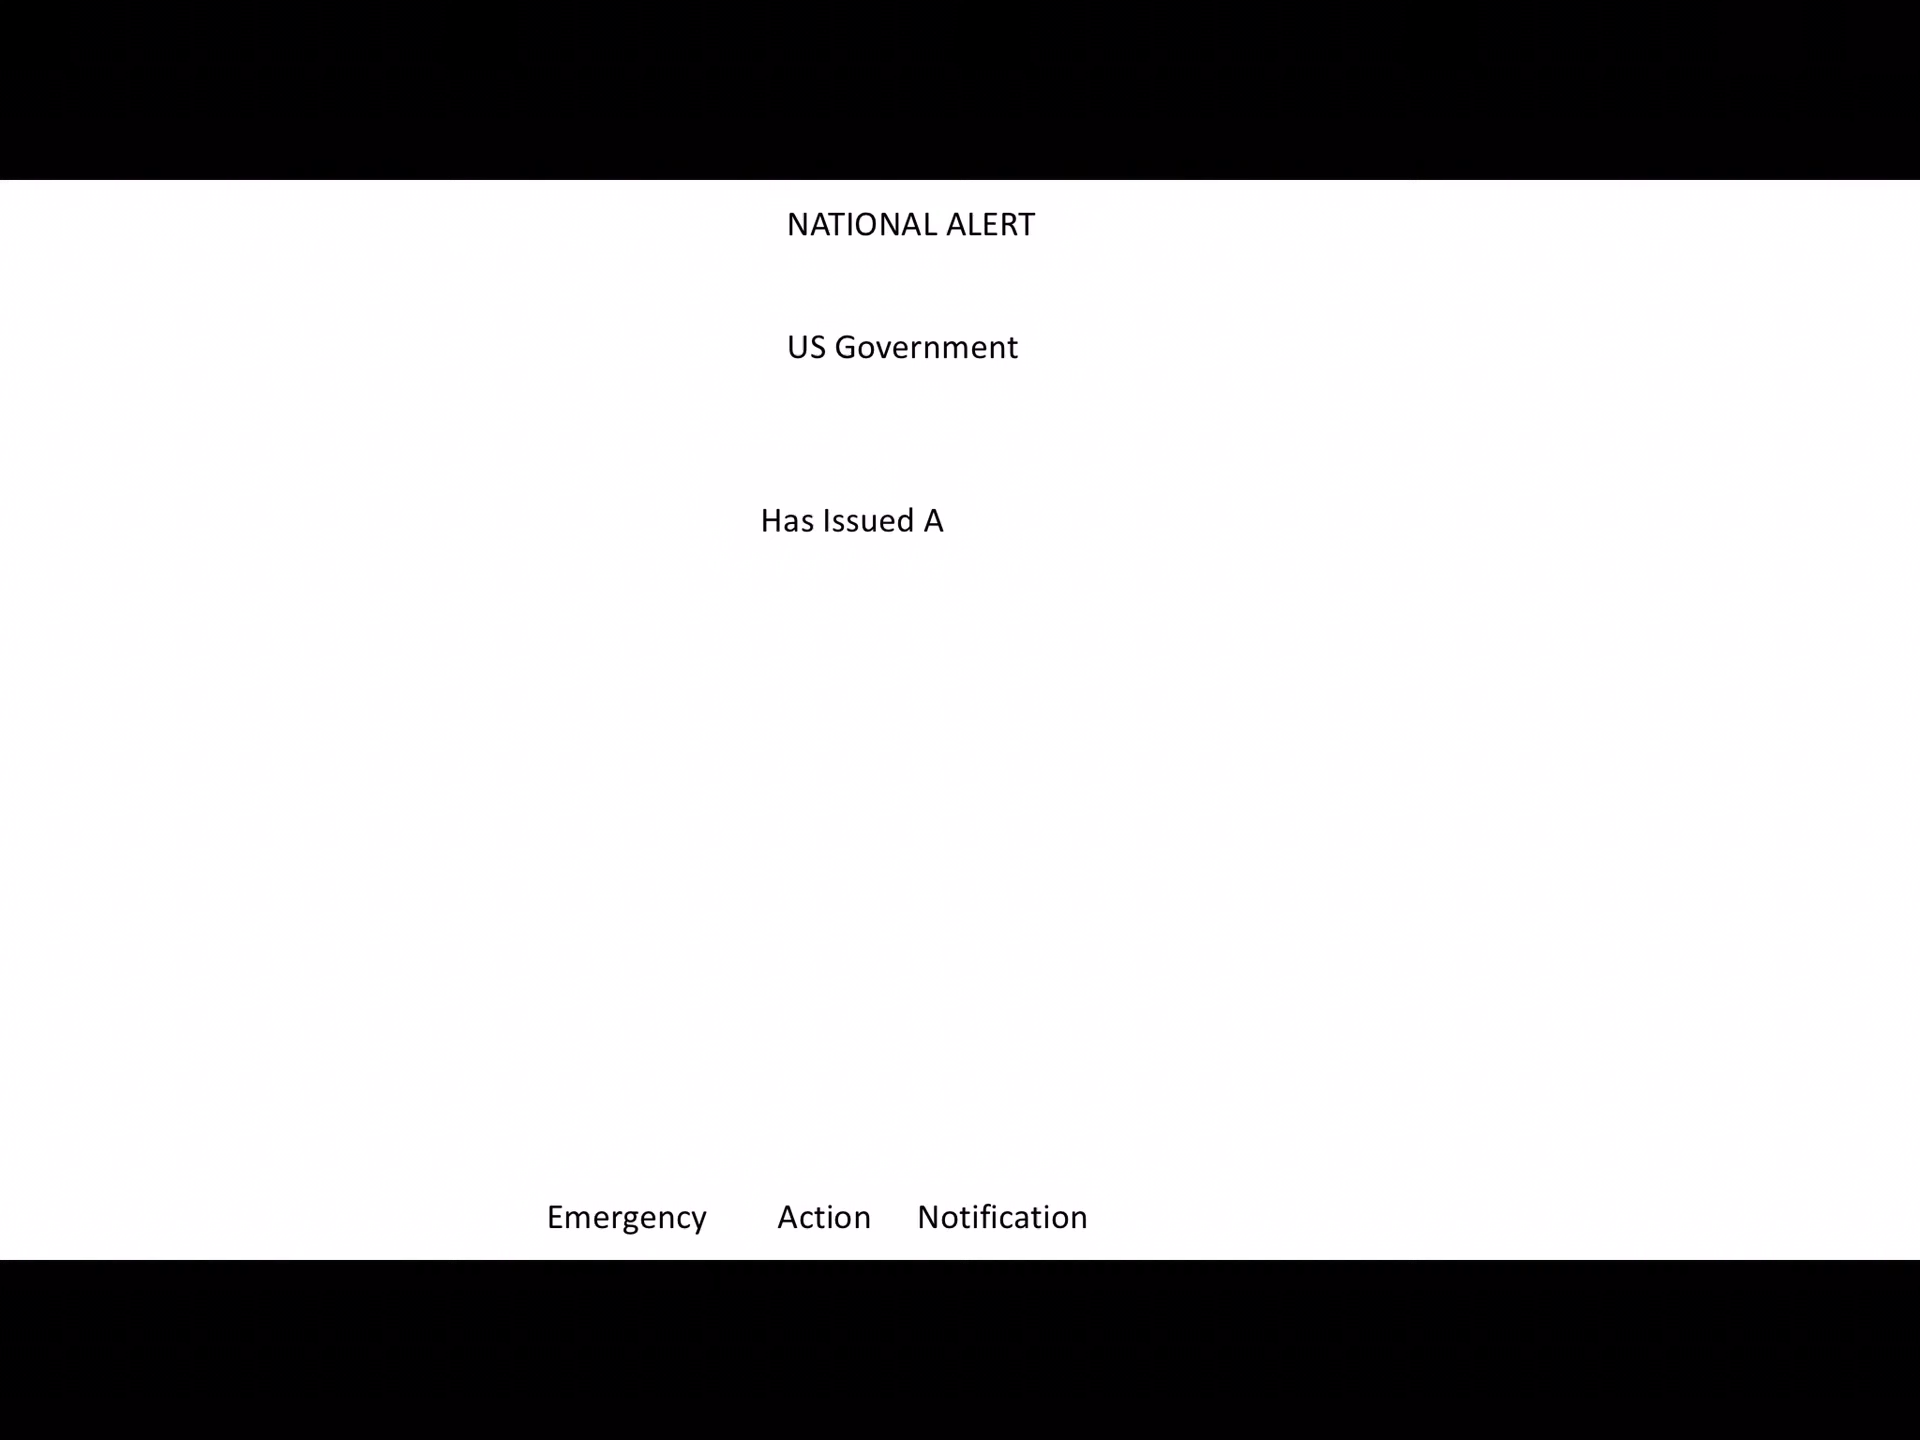 NATIONAL ALERT
US Government
Has Issued A
Emergency Action Notification